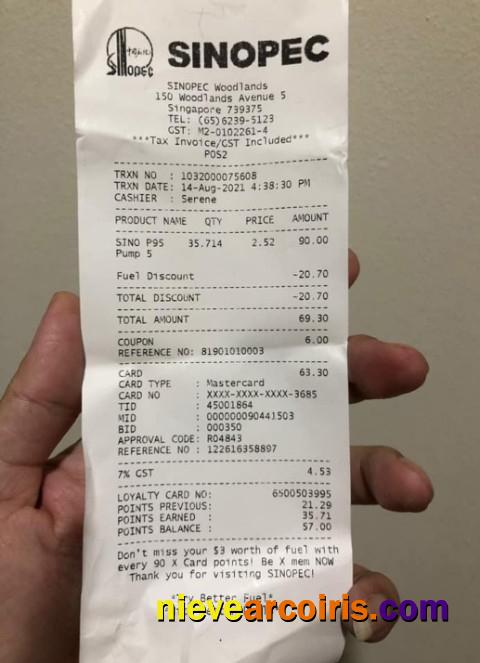 中国石化
SINOPEC
SINOPEC
SINOPEC Woodlands
150 Woodlands Avenue 5
Singapore 739375
TEL: (65)6239-5123
GST: M2-0102261-4
***Tax Invoice/GST Included***
POS2
TRXN NO : 1032000075608
TRXN DATE: 14-Aug-2021 4:38:30 PM
CASHIER : Serene
PRODUCT NAME QTY PRICE AMOUNT
SINO P95 35.714 2.52 90.00
Pump 5
Fuel Discount -20.70
TOTAL DISCOUNT -20.70
TOTAL AMOUNT 69.30
COUPON 6.00
REFERENCE NO: 81901010003
CARD 63.30
CARD TYPE : Mastercard
CARD NO : XXXX-XXXX-XXXX-3685
TID : 45001864
MID : 000000090441503
BID : 000350
APPROVAL CODE: R04843
REFERENCE NO : 122616358897
7% GST 4.53
LOYALTY CARD NO: 6500503995
POINTS PREVIOUS: 21.29
POINTS EARNED : 35.71
POINTS BALANCE : 57.00
Don't miss your $3 worth of fuel with
every 90 X Card points! Be X mem NOW
Thank you for visiting SINOPEC!
Better Fuel*
nievearcoiris.com